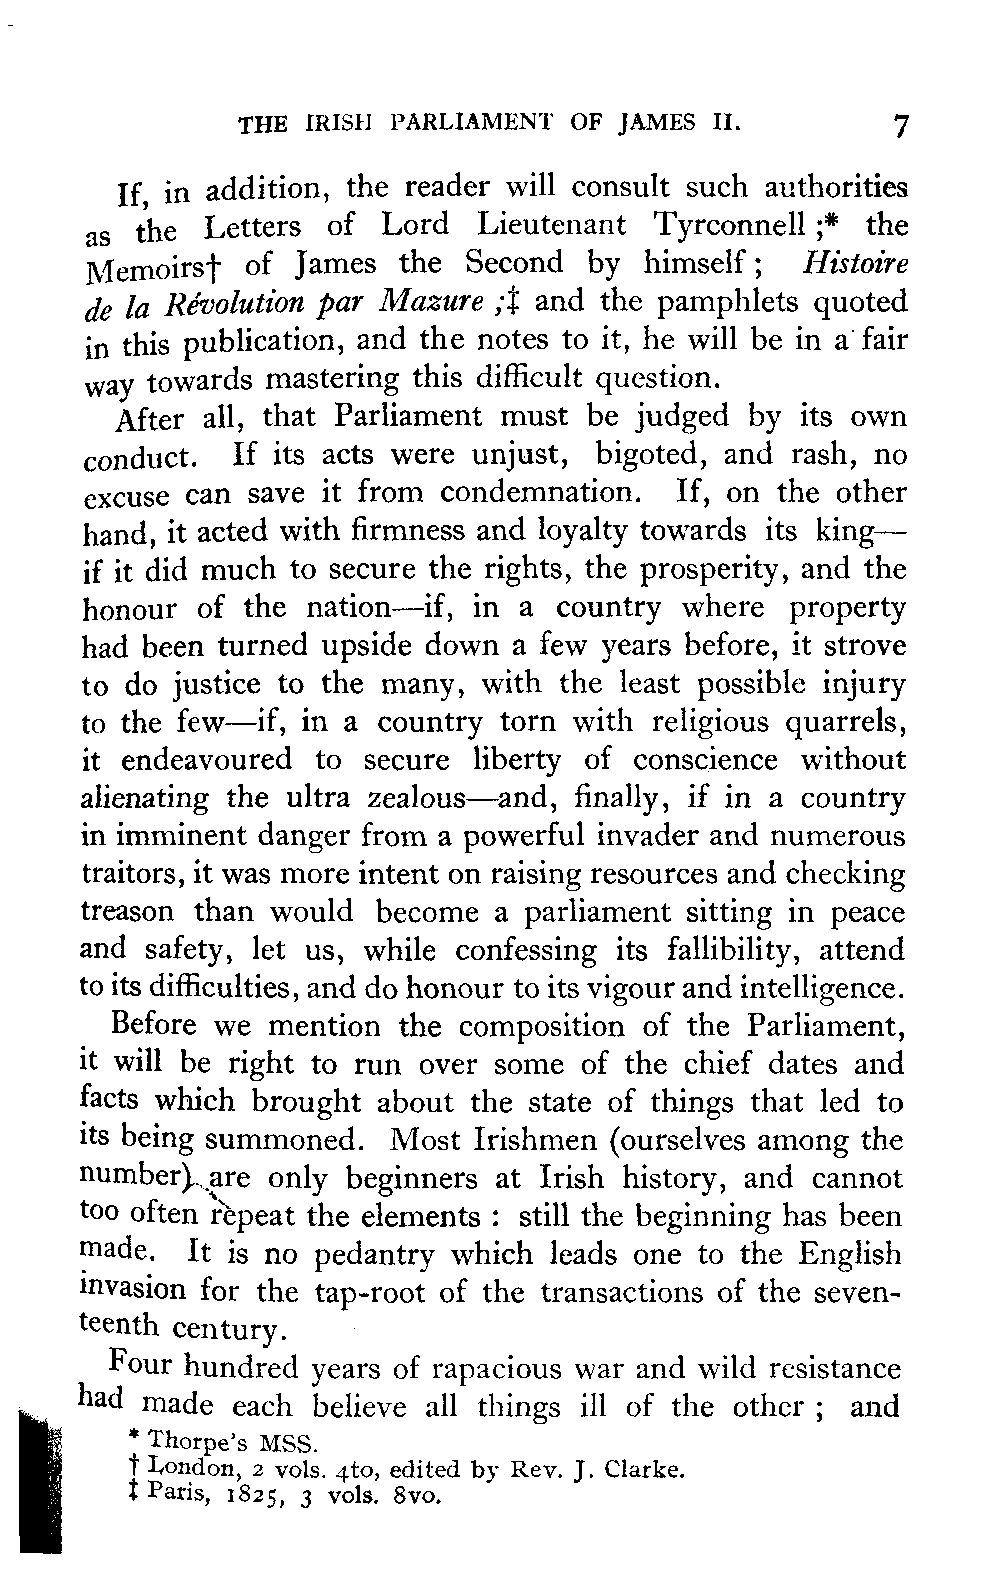 THE IRISH PARLIAMENT OF JAMES II. 7
If, in addition, the reader will consult such authorities
as the Letters of Lord Lieutenant Tyrconnell ;* the
Memoirs† of James the Second by himself ; Histoire
de la Révolution par Mazure ;‡ and the pamphlets quoted
in this publication, and the notes to it, he will be in a fair
way towards mastering this difficult question.
After all, that Parliament must be judged by its own
conduct. If its acts were unjust, bigoted, and rash, no
excuse can save it from condemnation. If, on the other
hand, it acted with firmness and loyalty towards its king—
if it did much to secure the rights, the prosperity, and the
honour of the nation—if, in a country where property
had been turned upside down a few years before, it strove
to do justice to the many, with the least possible injury
to the few—if, in a country torn with religious quarrels,
it endeavoured to secure liberty of conscience without
alienating the ultra zealous—and, finally, if in a country
in imminent danger from a powerful invader and numerous
traitors, it was more intent on raising resources and checking
treason than would become a parliament sitting in peace
and safety, let us, while confessing its fallibility, attend
to its difficulties, and do honour to its vigour and intelligence.
Before we mention the composition of the Parliament,
it will be right to run over some of the chief dates and
facts which brought about the state of things that led to
its being summoned. Most Irishmen (ourselves among the
number) are only beginners at Irish history, and cannot
too often repeat the elements : still the beginning has been
made. It is no pedantry which leads one to the English
invasion for the tap-root of the transactions of the seven-
teenth century.
Four hundred years of rapacious war and wild resistance
had made each believe all things ill of the other ; and
* Thorpe's MSS.
† London, 2 vols. 4to, edited by Rev. J. Clarke.
‡ Paris, 1825, 3 vols. 8vo.